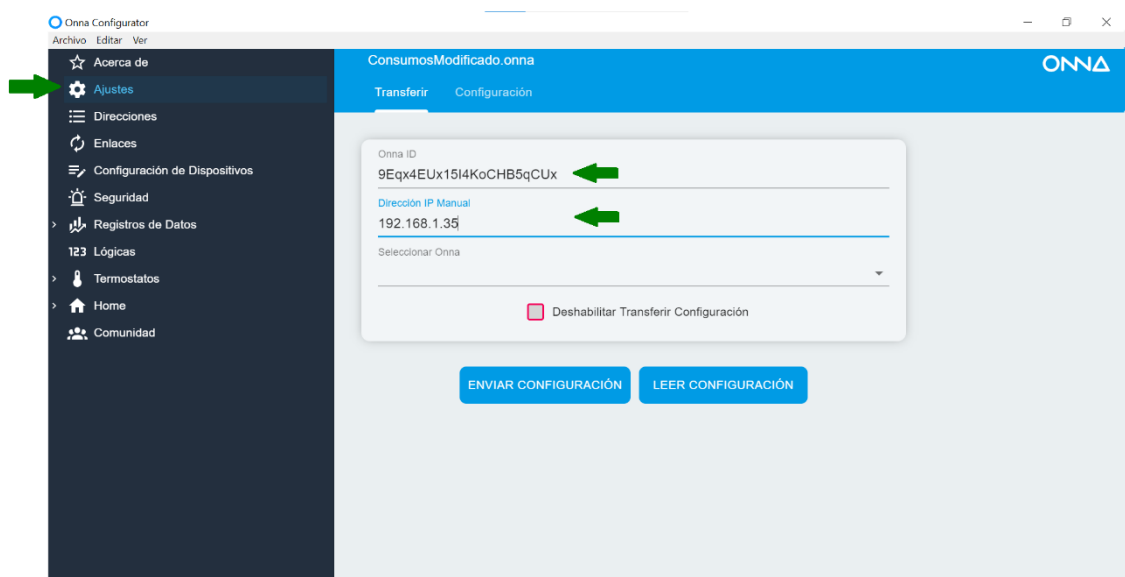 Onna Configurator
Archivo Editar Ver
Acerca de
Ajustes
Direcciones
Enlaces
Configuración de Dispositivos
Seguridad
Registros de Datos
123 Lógicas
Termostatos
Home
Comunidad
ConsumosModificado.onna
ONNA
Transferir Configuración
Onna ID
9Eqx4EUx15I4KoCHB5qCUx
Dirección IP Manual
192.168.1.35
Seleccionar Onna
Deshabilitar Transferir Configuración
ENVIAR CONFIGURACIÓN LEER CONFIGURACIÓN